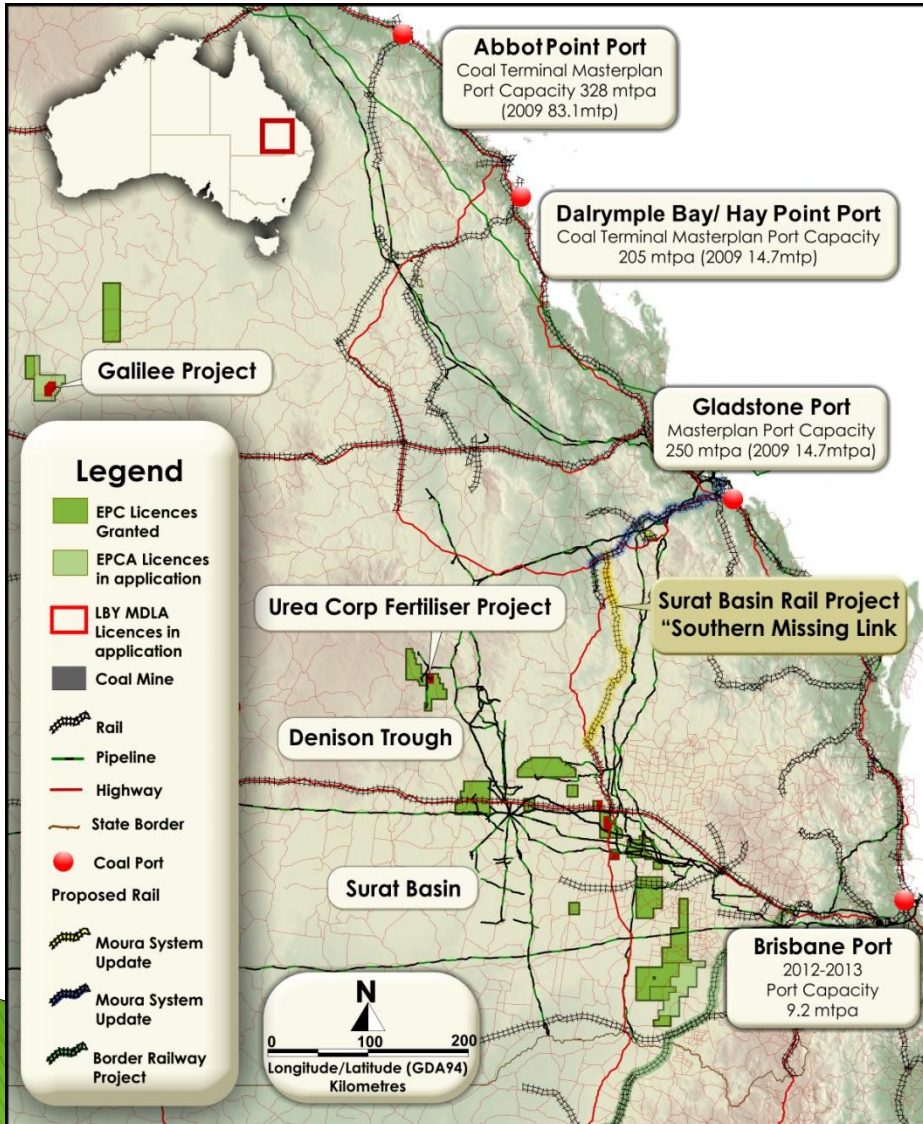 Abbot Point Port
Coal Terminal Masterplan
Port Capacity 328 mtpa
(2009 83.1mtp)
Dalrymple Bay/ Hay Point Port
Coal Terminal Masterplan Port Capacity
205 mtpa (2009 14.7mtp)
Galilee Project
Gladstone Port
Masterplan Port Capacity
250 mtpa (2009 14.7mtpa)
Legend
EPC Licences
Granted
EPCA Licences
in application
LBY MDLA
Licences in
application
Coal Mine
Rail
Pipeline
Highway
State Border
Coal Port
Proposed Rail
Moura System
Update
Moura System
Update
Border Railway
Project
Urea Corp Fertiliser Project
Surat Basin Rail Project
“Southern Missing Link
Denison Trough
Surat Basin
Brisbane Port
2012-2013
Port Capacity
9.2 mtpa
N
0 100 200
Longitude/Latitude (GDA94)
Kilometres